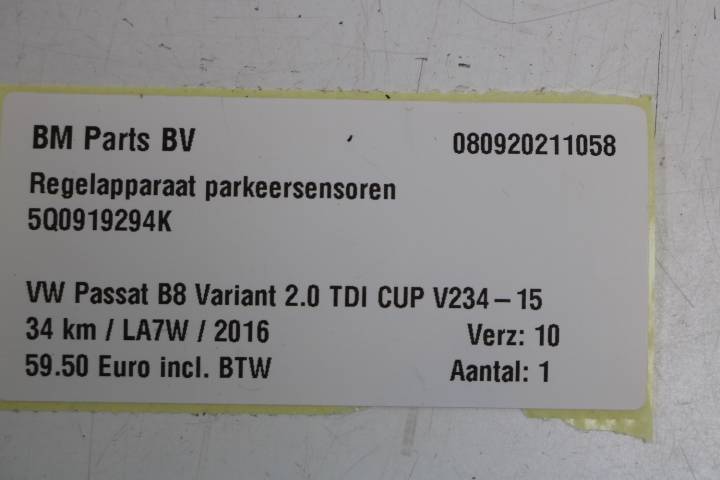 BM Parts BV 080920211058
Regelapparaat parkeersensoren
5Q0919294K
VW Passat B8 Variant 2.0 TDI CUP V234-15
34 km / LA7W / 2016 Verz: 10
59.50 Euro incl. BTW Aantal: 1